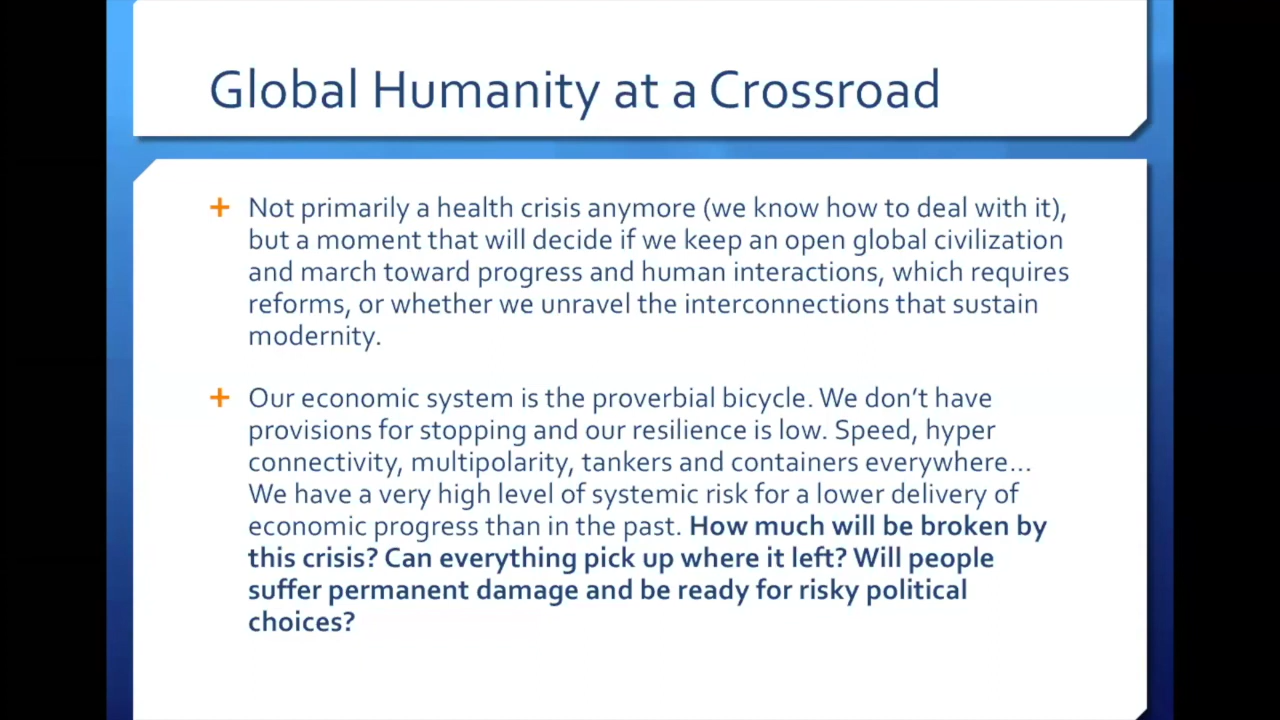 Global Humanity at a Crossroad
+ Not primarily a health crisis anymore (we know how to deal with it),
but a moment that will decide if we keep an open global civilization
and march toward progress and human interactions, which requires
reforms, or whether we unravel the interconnections that sustain
modernity.
+ Our economic system is the proverbial bicycle. We don’t have
provisions for stopping and our resilience is low. Speed, hyper
connectivity, multipolarity, tankers and containers everywhere…
We have a very high level of systemic risk for a lower delivery of
economic progress than in the past. How much will be broken by
this crisis? Can everything pick up where it left? Will people
suffer permanent damage and be ready for risky political
choices?